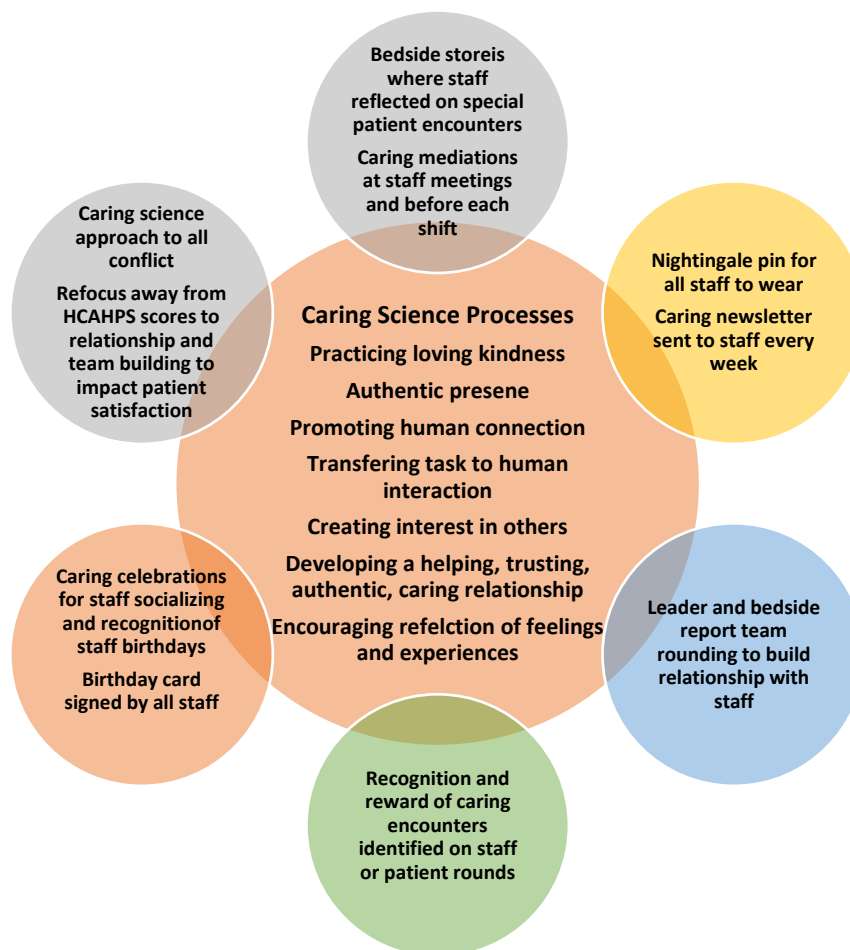 Bedside storeis
where staff
reflected on special
patient encounters
Caring mediations
at staff meetings
and before each
shift
Caring science
approach to all
conflict
Refocus away from
HCAHPS scores to
relationship and
team building to
impact patient
satisfaction
Nightingale pin for
all staff to wear
Caring newsletter
sent to staff every
week
Caring Science Processes
Practicing loving kindness
Authentic presene
Promoting human connection
Transfering task to human
interaction
Creating interest in others
Developing a helping, trusting,
authentic, caring relationship
Encouraging refelction of feelings
and experiences
Caring celebrations
for staff socializing
and recognitionof
staff birthdays
Birthday card
signed by all staff
Leader and bedside
report team
rounding to build
relationship with
staff
Recognition and
reward of caring
encounters
identified on staff
or patient rounds